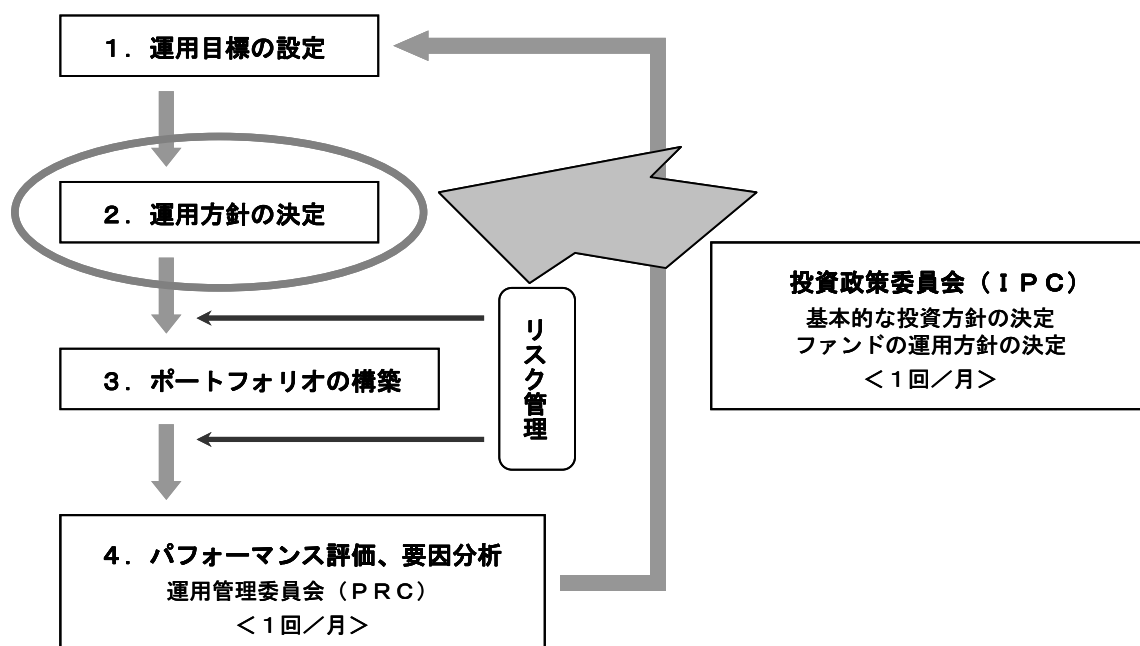 １．運用目標の設定
２．運用方針の決定
投資政策委員会（ＩＰＣ）
基本的な投資方針の決定
ファンドの運用方針の決定
＜１回／月＞
リスク管理
３．ポートフォリオの構築
４．パフォーマンス評価、要因分析
運用管理委員会（ＰＲＣ）
＜１回／月＞